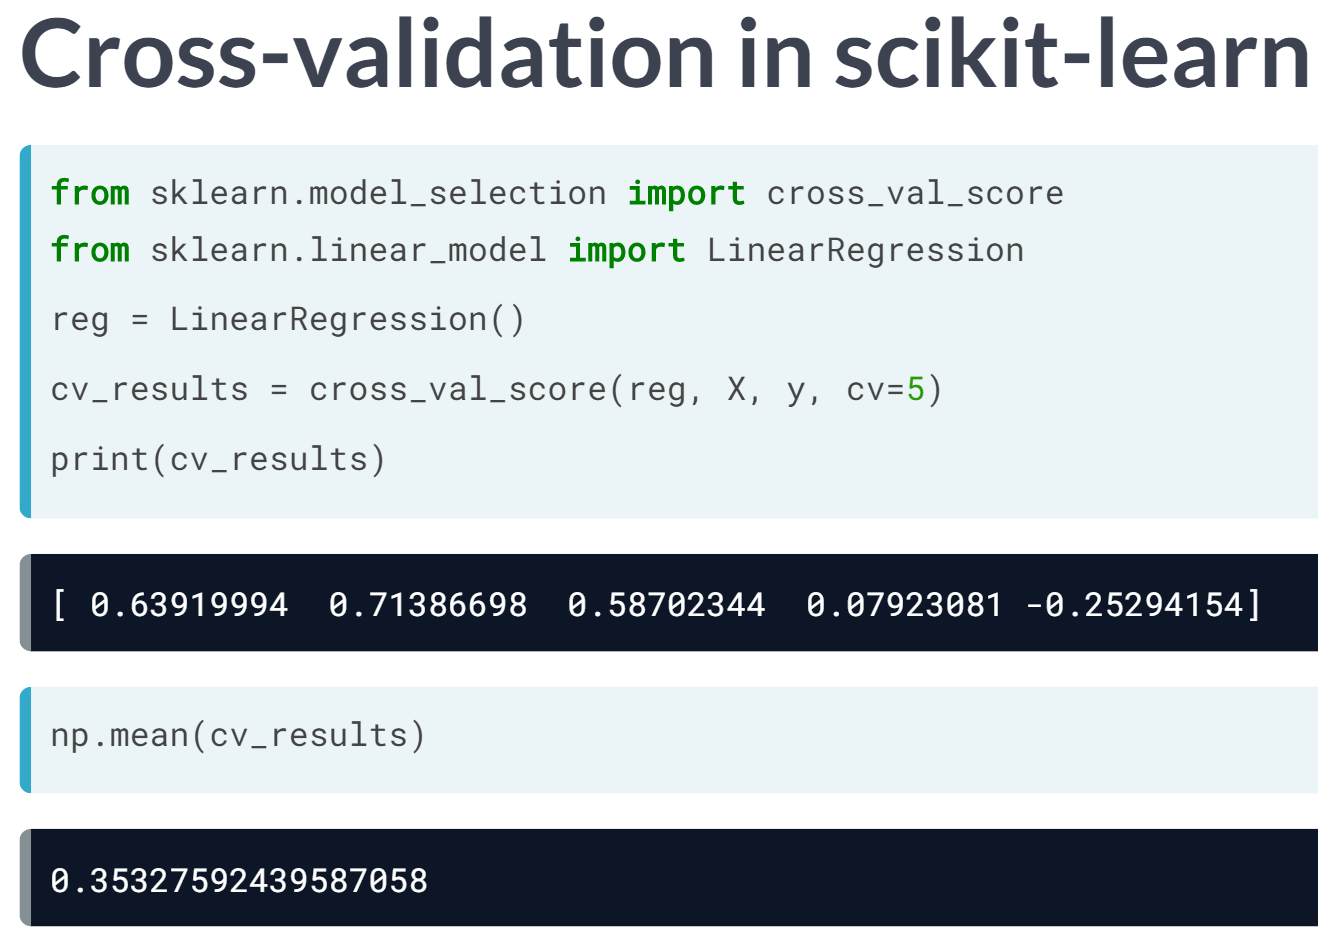 Cross-validation in scikit-learn
from sklearn.model_selection import cross_val_score
from sklearn.linear_model import LinearRegression
reg = LinearRegression()
cv_results = cross_val_score(reg, X, y, cv=5)
print(cv_results)
[ 0.63919994  0.71386698  0.58702344  0.07923081 -0.25294154]
np.mean(cv_results)
0.35327592439587058